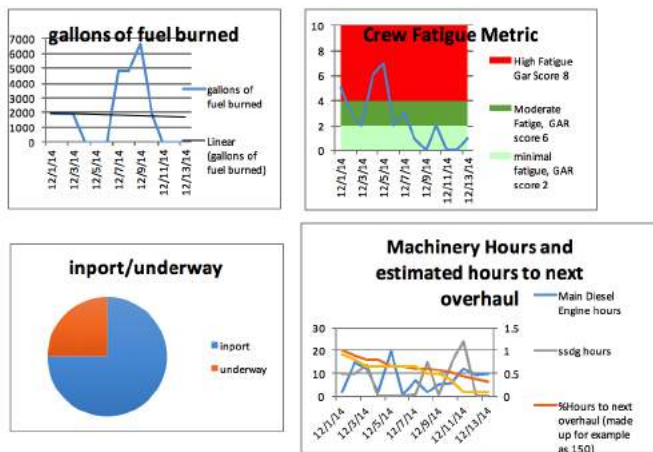 gallons of fuel burned
7000
6000
5000
4000
3000
2000
1000
0
12/1/14
12/3/14
12/5/14
12/7/14
12/9/14
12/11/14
12/13/14
gallons of
fuel burned
Linear
(gallons of
fuel burned)
Crew Fatigue Metric
10
8
6
4
2
0
12/1/14
12/3/14
12/5/14
12/7/14
12/9/14
12/11/14
12/13/14
High Fatigue
Gar Score 8
Moderate
Fatige, GAR
score 6
minimal
fatigue, GAR
score 2
inport/underway
inport
underway
Machinery Hours and
estimated hours to next
overhaul
30
20
10
0
1.5
1
0.5
0
12/1/14
12/3/14
12/5/14
12/7/14
12/9/14
12/11/14
12/13/14
Main Diesel
Engine hours
ssdg hours
%Hours to next
overhaul (made
up for example
as 150)